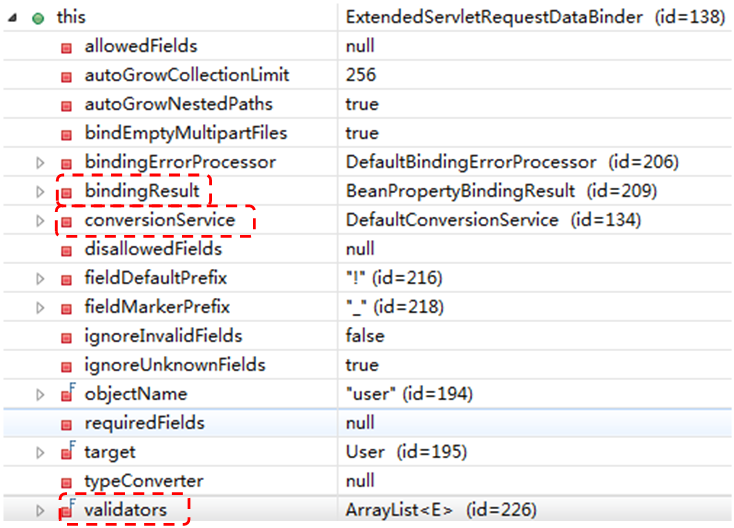 this ExtendedServletRequestDataBinder (id=138)
allowedFields null
autoGrowCollectionLimit 256
autoGrowNestedPaths true
bindEmptyMultipartFiles true
bindingErrorProcessor DefaultBindingErrorProcessor (id=206)
bindingResult BeanPropertyBindingResult (id=209)
conversionService DefaultConversionService (id=134)
disallowedFields null
fieldDefaultPrefix "!" (id=216)
fieldMarkerPrefix "_" (id=218)
ignoreInvalidFields false
ignoreUnknownFields true
F objectName "user" (id=194)
requiredFields null
F target User (id=195)
typeConverter null
F validators ArrayList<E> (id=226)